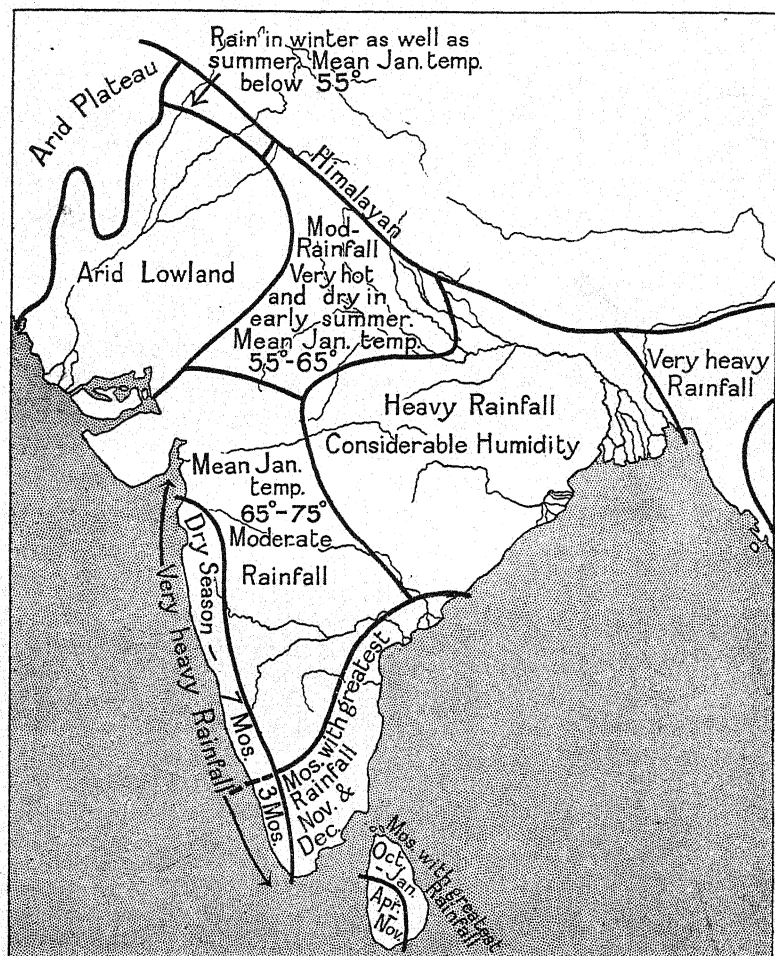 Rain in winter as well as
summer. Mean Jan. temp.
below 55°
Arid Plateau
Himalayan
Arid Lowland
Mod-
Rainfall
Very hot
and dry in
early summer.
Mean Jan. temp.
55°-65°
Very heavy
Rainfall
Heavy Rainfall
Considerable Humidity
Mean Jan.
temp.
65°-75°
Moderate
Rainfall
Dry Season - 7 Mos.
3 Mos.
Very heavy Rainfall
Mos. with greatest
Rainfall
Nov. &
Dec.
Mos. with greatest
Rainfall
Oct.
- Jan.
Apr.
-
Nov.